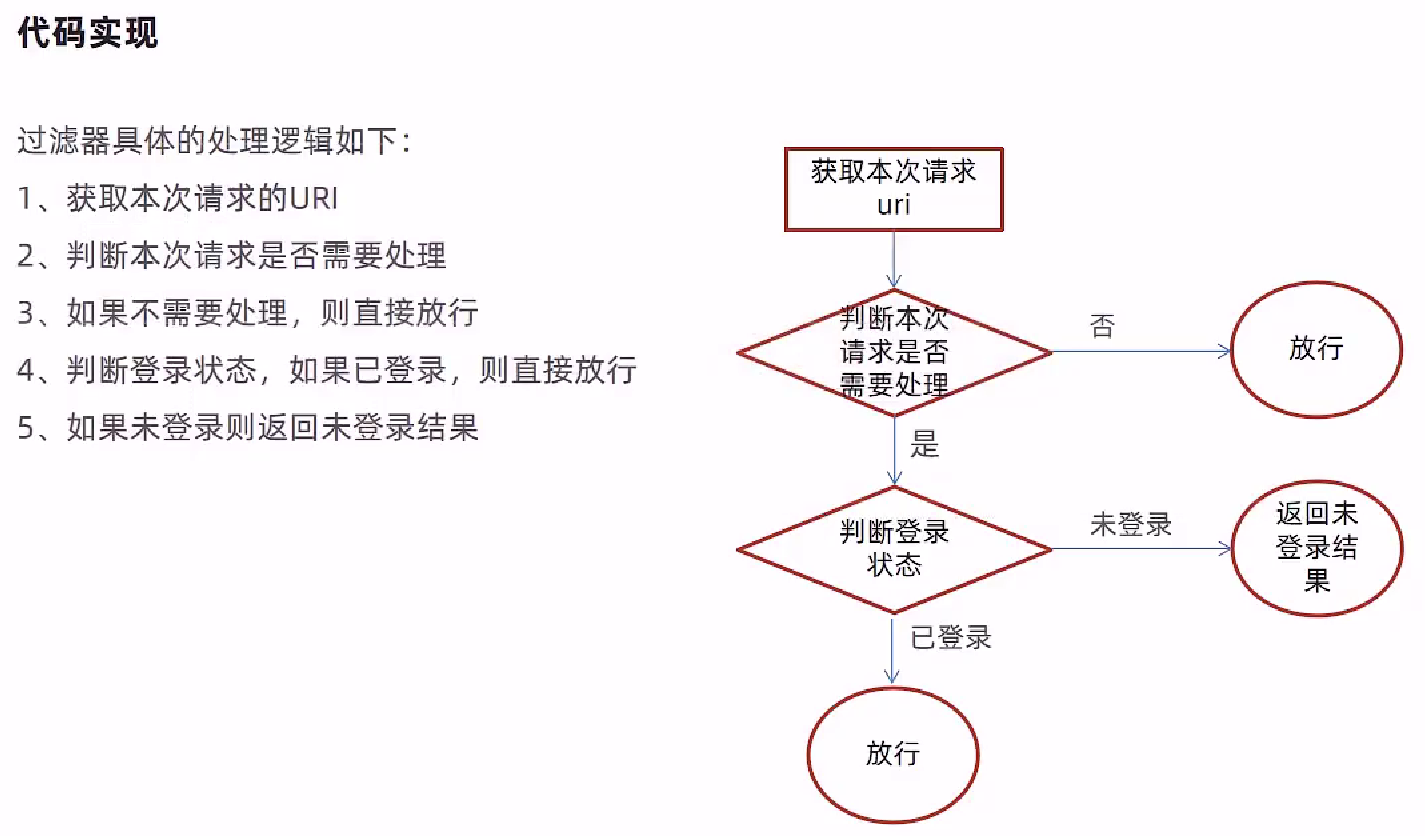 代码实现
过滤器具体的处理逻辑如下：
1、获取本次请求的URI
2、判断本次请求是否需要处理
3、如果不需要处理，则直接放行
4、判断登录状态，如果已登录，则直接放行
5、如果未登录则返回未登录结果
获取本次请求
uri
判断本次
请求是否
需要处理
否
放行
是
判断登录
状态
未登录
返回未
登录结
果
已登录
放行